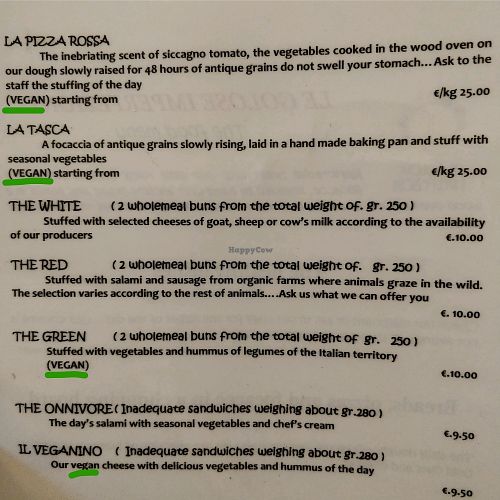 LA PIZZA ROSSA
The inebriating scent of siccagno tomato, the vegetables cooked in the wood oven on
our dough slowly raised for 48 hours of antique grains do not swell your stomach... Ask to the
staff the stuffing of the day
(VEGAN) starting from €/kg 25.00
LA TASCA
A focaccia of antique grains slowly rising, laid in a hand made baking pan and stuff with
seasonal vegetables
(VEGAN) starting from €/kg 25.00
THE WHITE ( 2 wholemeal buns from the total weight of. gr. 250 )
Stuffed with selected cheeses of goat, sheep or cow's milk according to the availability
of our producers €.10.00
HappyCow
THE RED ( 2 wholemeal buns from the total weight of. gr. 250 )
Stuffed with salami and sausage from organic farms where animals graze in the wild.
The selection varies according to the rest of animals....Ask us what we can offer you
€. 10.00
THE GREEN ( 2 wholemeal buns from the total weight of gr. 250 )
Stuffed with vegetables and hummus of legumes of the Italian territory
(VEGAN) €.10.00
THE ONNIVORE ( Inadequate sandwiches weighing about gr.280 )
The day's salami with seasonal vegetables and chef's cream
€.9.50
IL VEGANINO ( Inadequate sandwiches weighing about gr.280 )
Our vegan cheese with delicious vegetables and hummus of the day
€.9.50